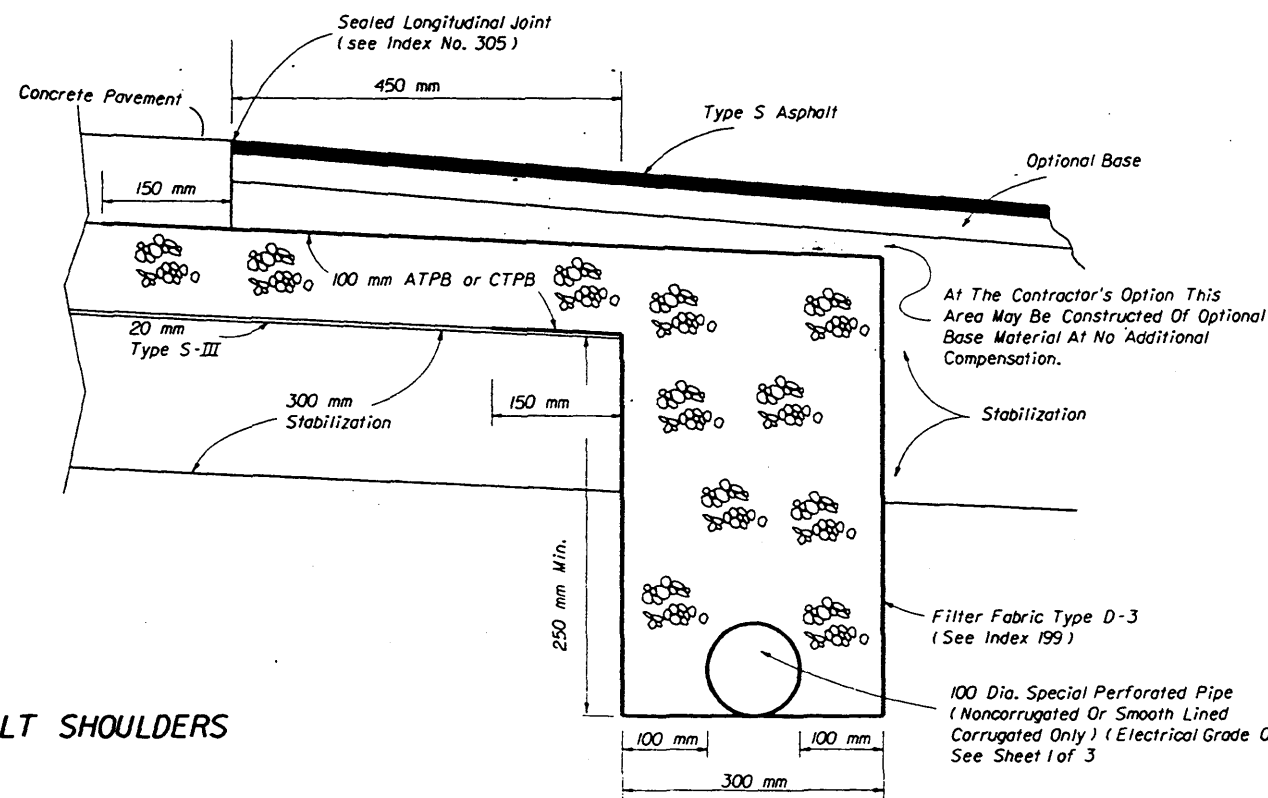 Sealed Longitudinal Joint
(see Index No. 305)
450 mm
Concrete Pavement
Type S Asphalt
Optional Base
150 mm
100 mm ATPB or CTPB
At The Contractor's Option This
Area May Be Constructed Of Optional
Base Material At No Additional
Compensation.
20 mm
Type S-III
300 mm
Stabilization
150 mm
Stabilization
250 mm Min.
Filter Fabric Type D-3
(See Index 199)
100 Dia. Special Perforated Pipe
(Noncorrugated Or Smooth Lined
Corrugated Only) (Electrical Grade
See Sheet 1 of 3
LT SHOULDERS
100 mm
100 mm
300 mm